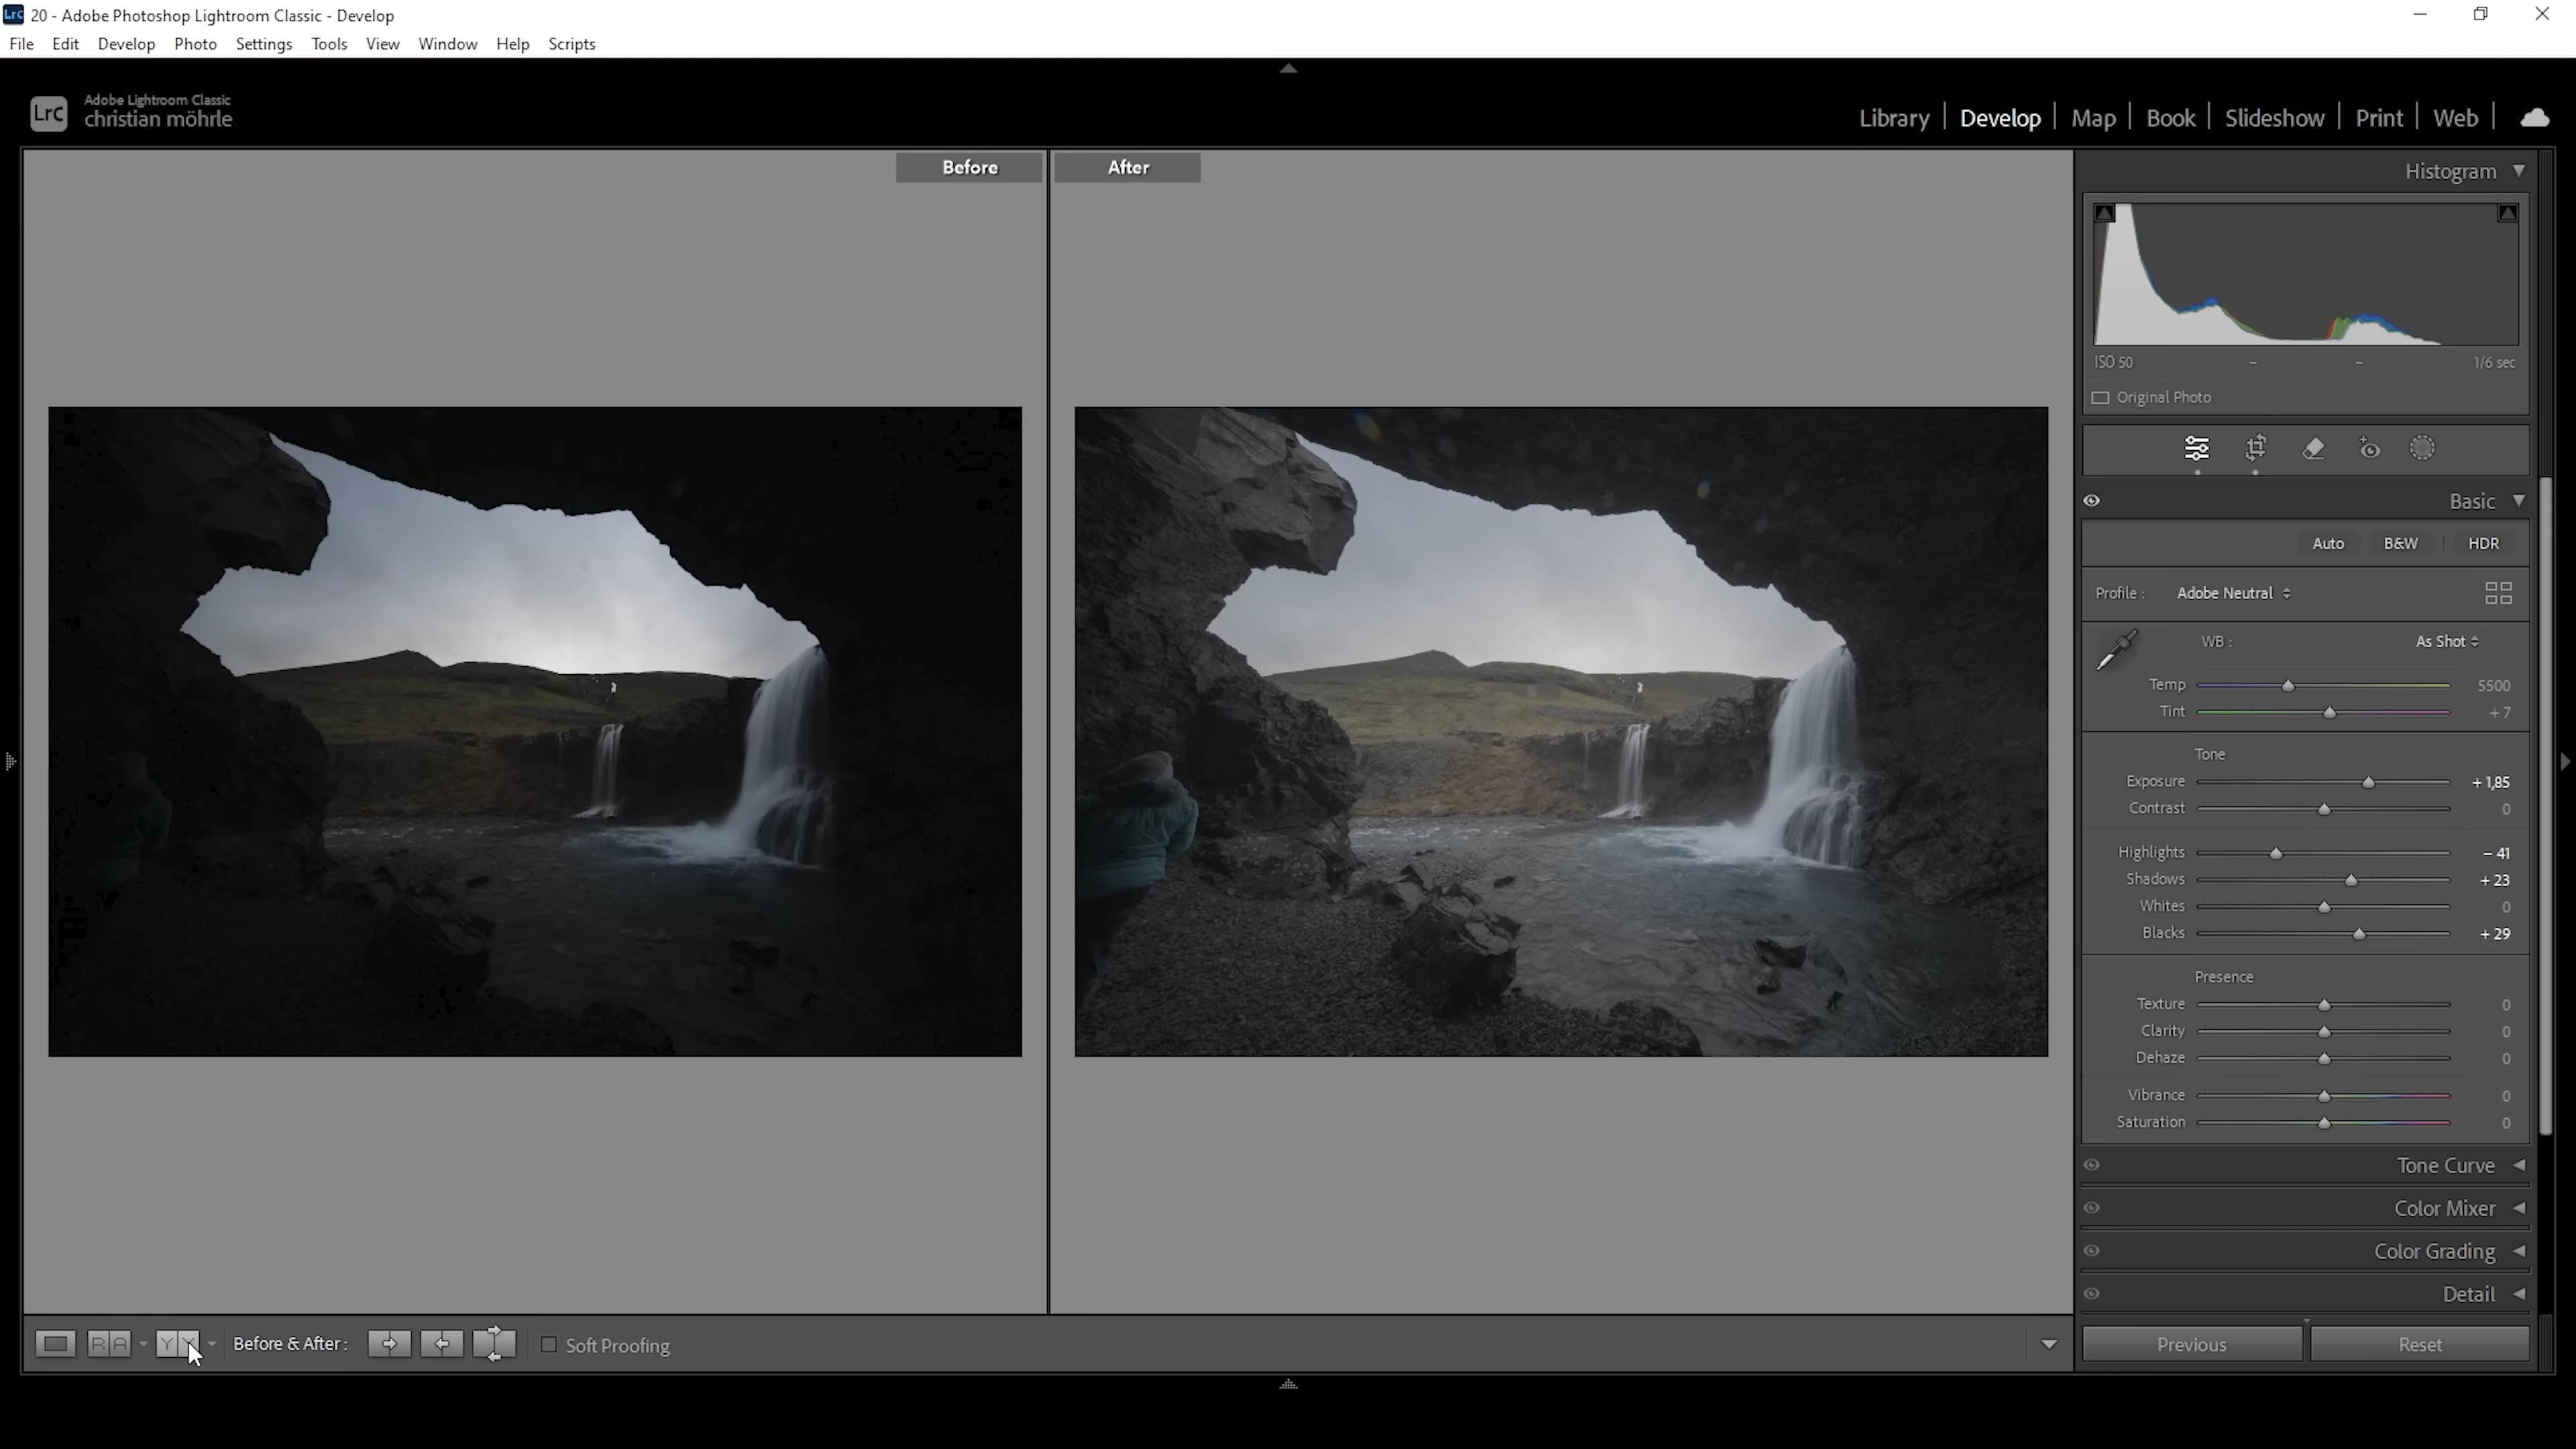 Lrc 20 - Adobe Photoshop Lightroom Classic - Develop
File Edit Develop Photo Settings Tools View Window Help Scripts
Lrc Adobe Lightroom Classic
christian möhrle
Library Develop Map Book Slideshow Print Web
Before After
Histogram
ISO 50 – – 1/6 sec
Original Photo
Basic
Auto B&W HDR
Profile : Adobe Neutral
WB : As Shot
Temp 5500
Tint + 7
Tone
Exposure + 1,85
Contrast 0
Highlights – 41
Shadows + 23
Whites 0
Blacks + 29
Presence
Texture 0
Clarity 0
Dehaze 0
Vibrance 0
Saturation 0
Tone Curve
Color Mixer
Color Grading
Detail
R A Y Y Before & After : Soft Proofing
Previous Reset